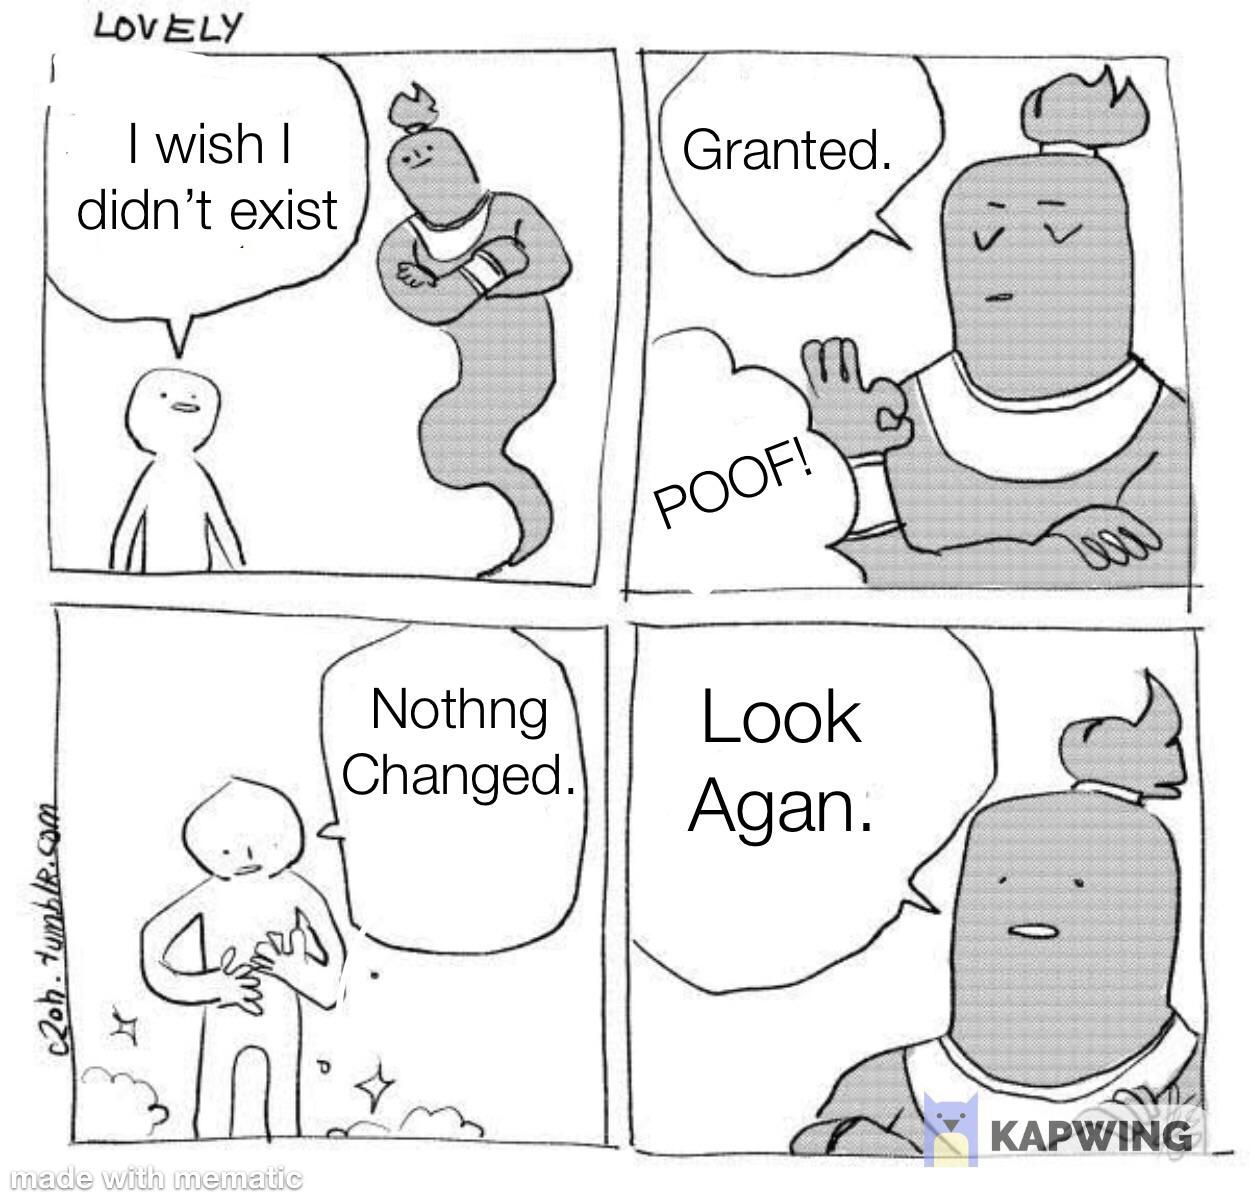 LOVELY
I wish I
didn't exist
Granted.
POOF!
Nothng
Changed.
Look
Agan.
c2oh.tumblr.com
KAPWING
made with mematic